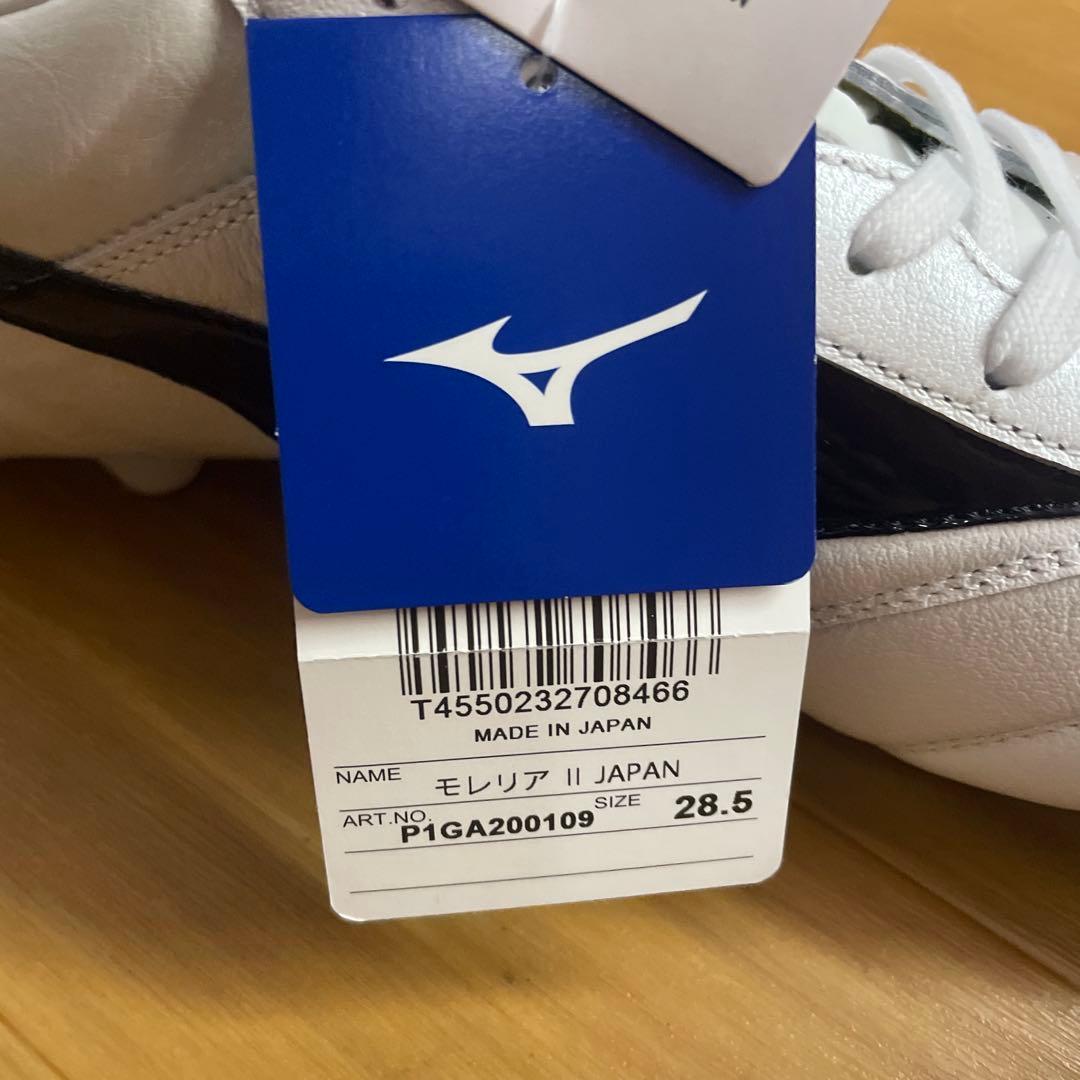 T4550232708466
MADE IN JAPAN
NAME モレリア II JAPAN
ART.NO. P1GA200109 SIZE 28.5